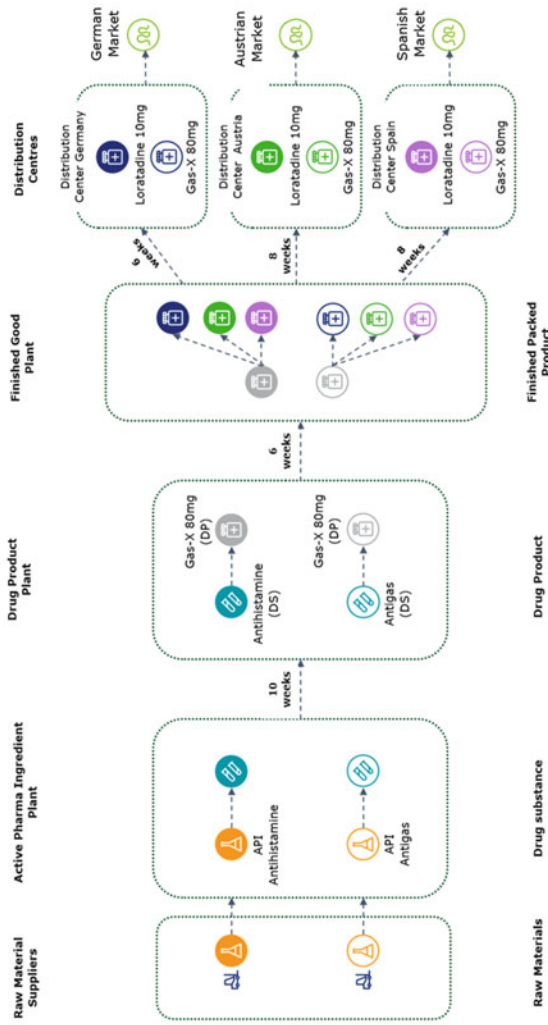 Raw Material
Suppliers
Active Pharma Ingredient
Plant
Drug Product
Plant
Finished Good
Plant
Distribution
Centres
API
Antihistamine
API
Antigas
10
weeks
Gas-X 80mg
(DP)
Antihistamine
(DS)
Gas-X 80mg
(DP)
Antigas
(DS)
6
weeks
6
weeks
8
weeks
8
weeks
Distribution
Center Germany
Loratadine 10mg
Gas-X 80mg
German
Market
Distribution
Center Austria
Loratadine 10mg
Gas-X 80mg
Austrian
Market
Distribution
Center Spain
Loratadine 10mg
Gas-X 80mg
Spanish
Market
Raw Materials
Drug substance
Drug Product
Finished Packed
Product